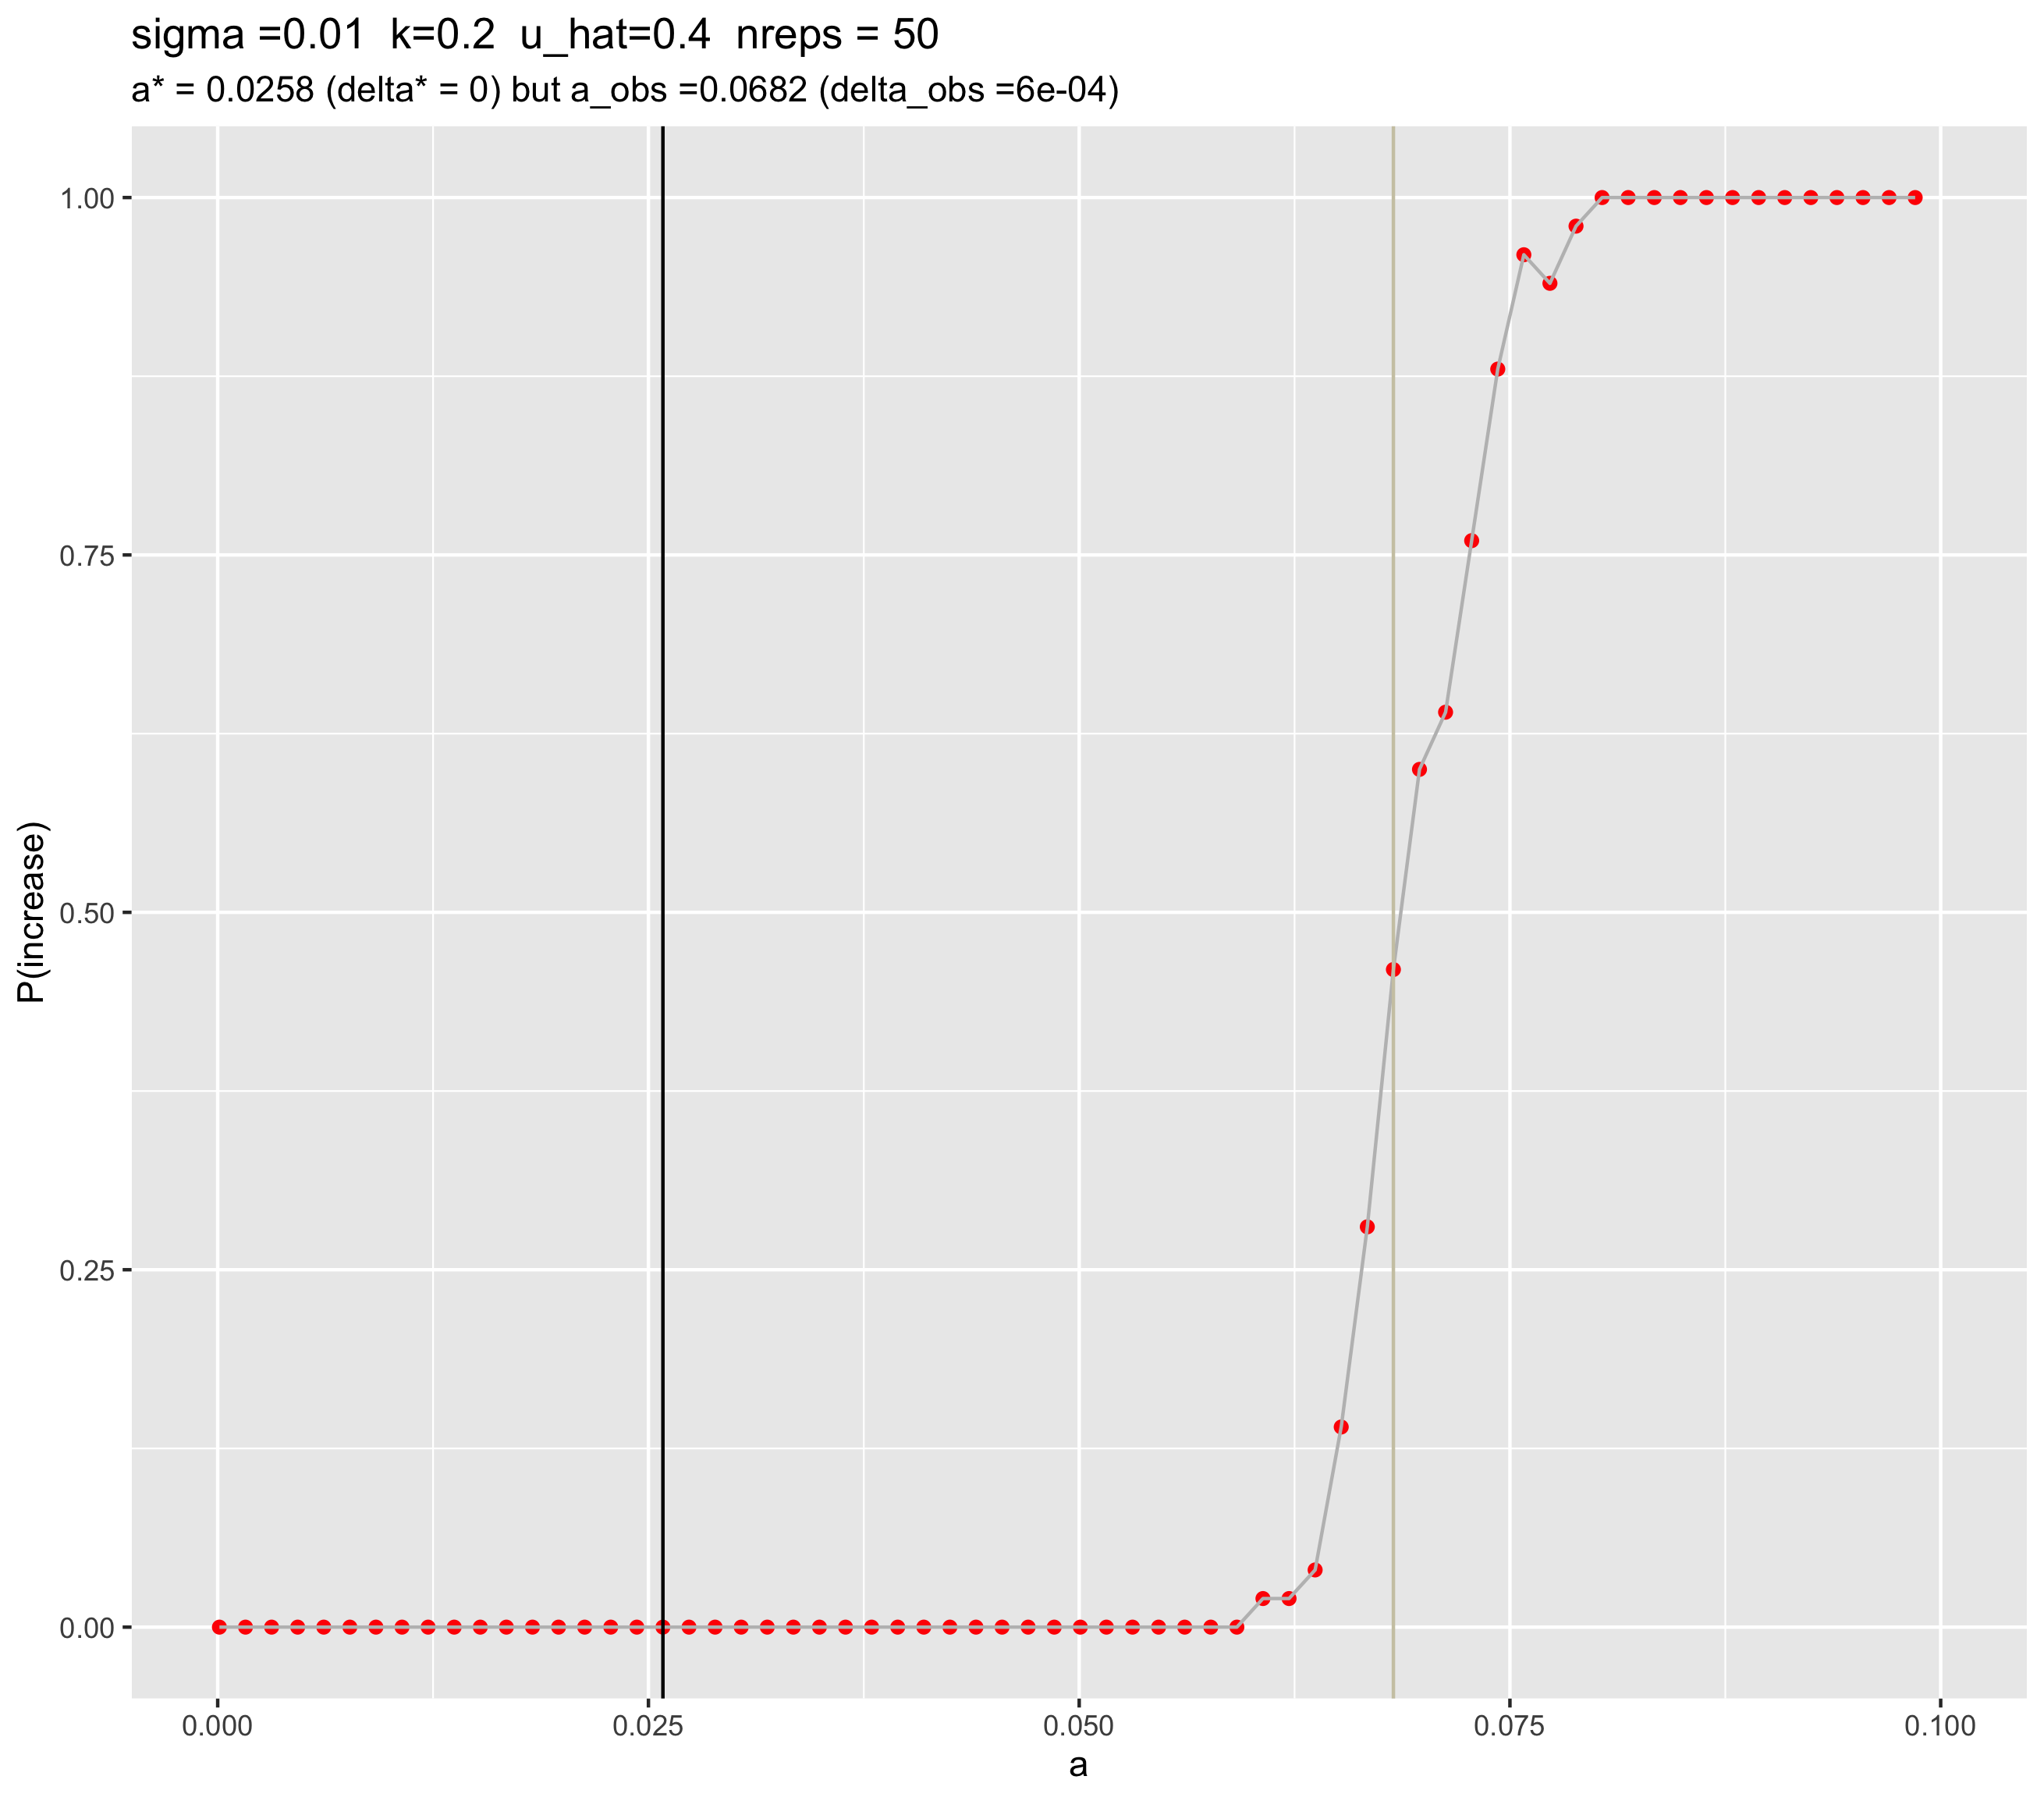 sigma =0.01  k=0.2  u_hat=0.4  nreps = 50
a* = 0.0258 (delta* = 0) but a_obs =0.0682 (delta_obs =6e-04)
1.00
0.75
0.50
0.25
0.00
P(increase)
0.000
0.025
0.050
0.075
0.100
a